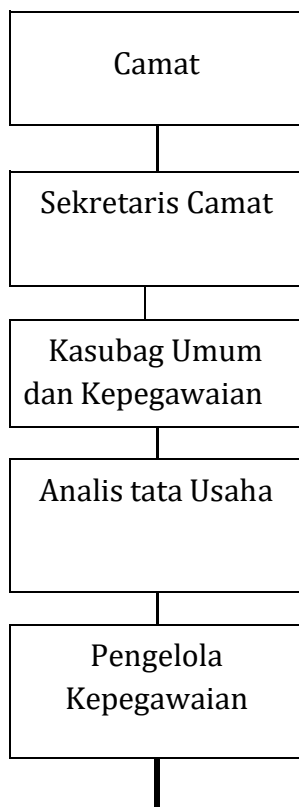 Camat
Sekretaris Camat
Kasubag Umum
dan Kepegawaian
Analis tata Usaha
Pengelola
Kepegawaian